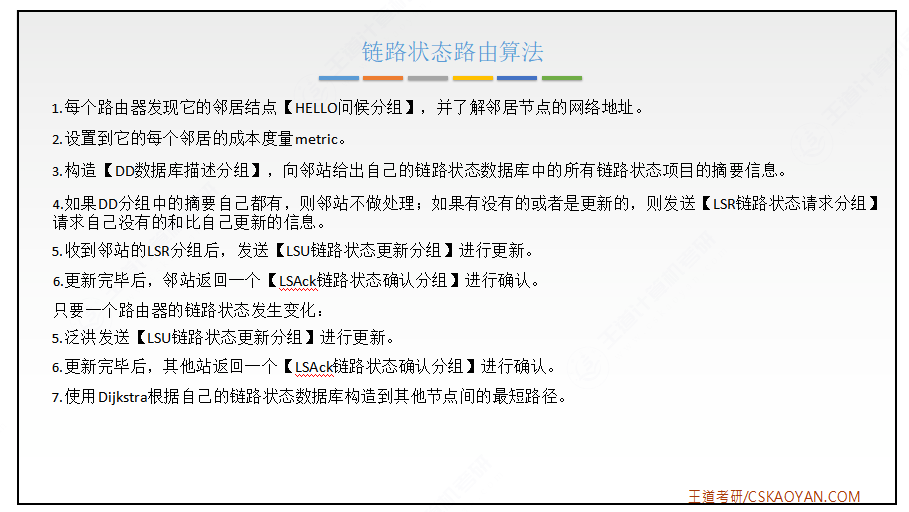 链路状态路由算法
1.每个路由器发现它的邻居结点【HELLO问候分组】，并了解邻居节点的网络地址。
2.设置到它的每个邻居的成本度量metric。
3.构造【DD数据库描述分组】，向邻站给出自己的链路状态数据库中的所有链路状态项目的摘要信息。
4.如果DD分组中的摘要自己都有，则邻站不做处理；如果有没有的或者是更新的，则发送【LSR链路状态请求分组】
请求自己没有的和比自己更新的信息。
5.收到邻站的LSR分组后，发送【LSU链路状态更新分组】进行更新。
6.更新完毕后，邻站返回一个【LSAck链路状态确认分组】进行确认。
只要一个路由器的链路状态发生变化：
5.泛洪发送【LSU链路状态更新分组】进行更新。
6.更新完毕后，其他站返回一个【LSAck链路状态确认分组】进行确认。
7.使用Dijkstra根据自己的链路状态数据库构造到其他节点间的最短路径。
王道考研/CSKAOYAN.COM